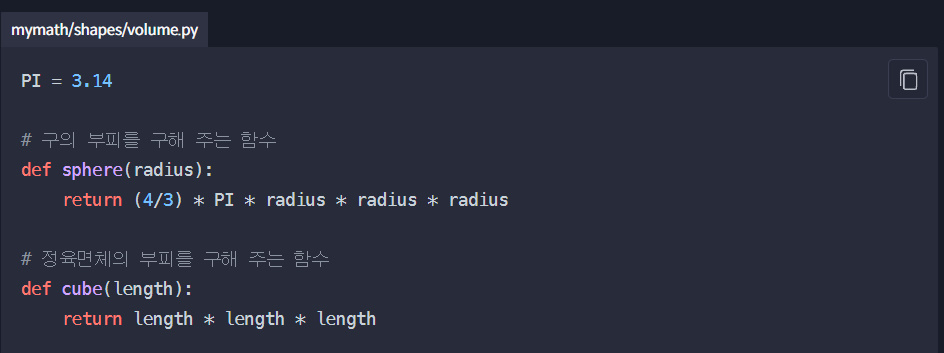 mymath/shapes/volume.py
PI = 3.14
# 구의 부피를 구해 주는 함수
def sphere(radius):
    return (4/3) * PI * radius * radius * radius
# 정육면체의 부피를 구해 주는 함수
def cube(length):
    return length * length * length